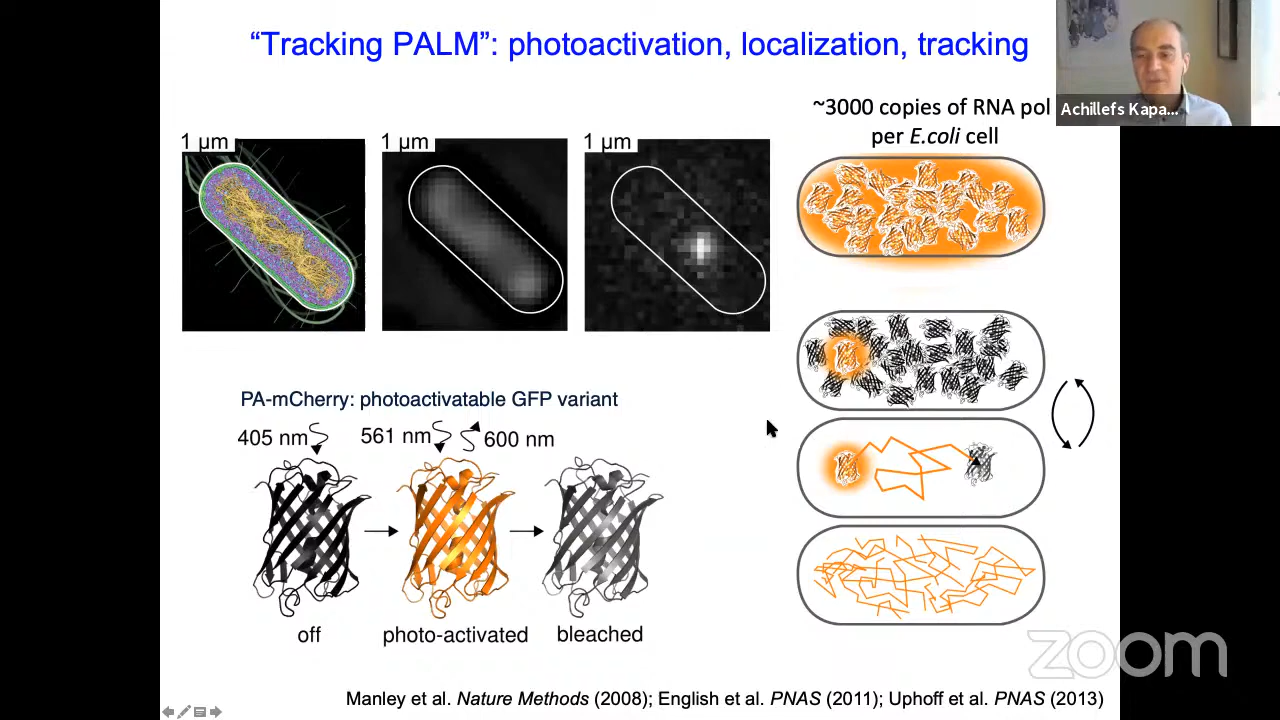 “Tracking PALM”: photoactivation, localization, tracking
~3000 copies of RNA pol
per E.coli cell
Achillefs Kapa...
1 µm
1 µm
1 µm
PA-mCherry: photoactivatable GFP variant
405 nm
561 nm
600 nm
off
photo-activated
bleached
zoom
Manley et al. Nature Methods (2008); English et al. PNAS (2011); Uphoff et al. PNAS (2013)